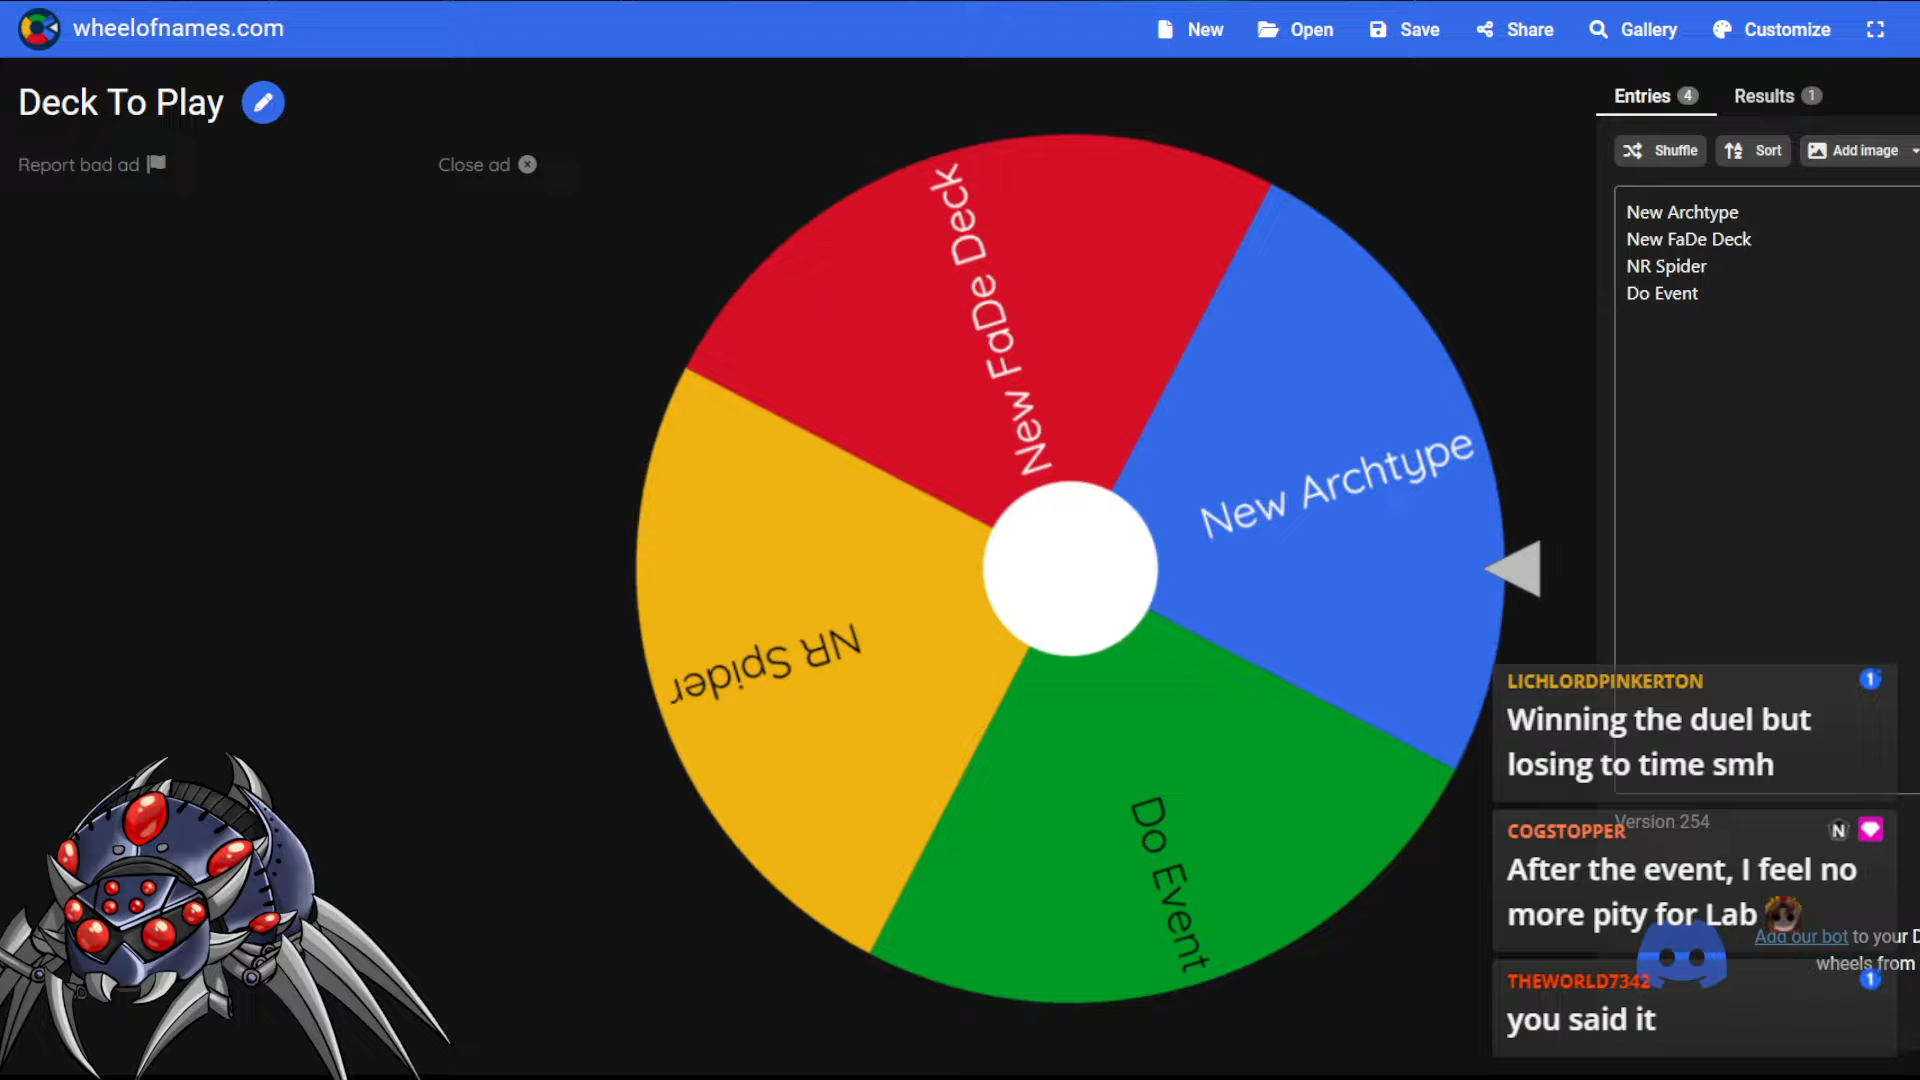 wheelofnames.com
New
Open
Save
Share
Gallery
Customize
Deck To Play
Report bad ad
Close ad
Entries 4
Results 1
Shuffle
Sort
Add image
New Archtype
New FaDe Deck
NR Spider
Do Event
New FaDe Deck
New Archtype
NR Spider
Do Event
LICHLORDPINKERTON
1
Winning the duel but
losing to time smh
Version 254
COGSTOPPER
N
After the event, I feel no
more pity for Lab
Add our bot to your D
wheels from
THEWORLD7342
1
you said it